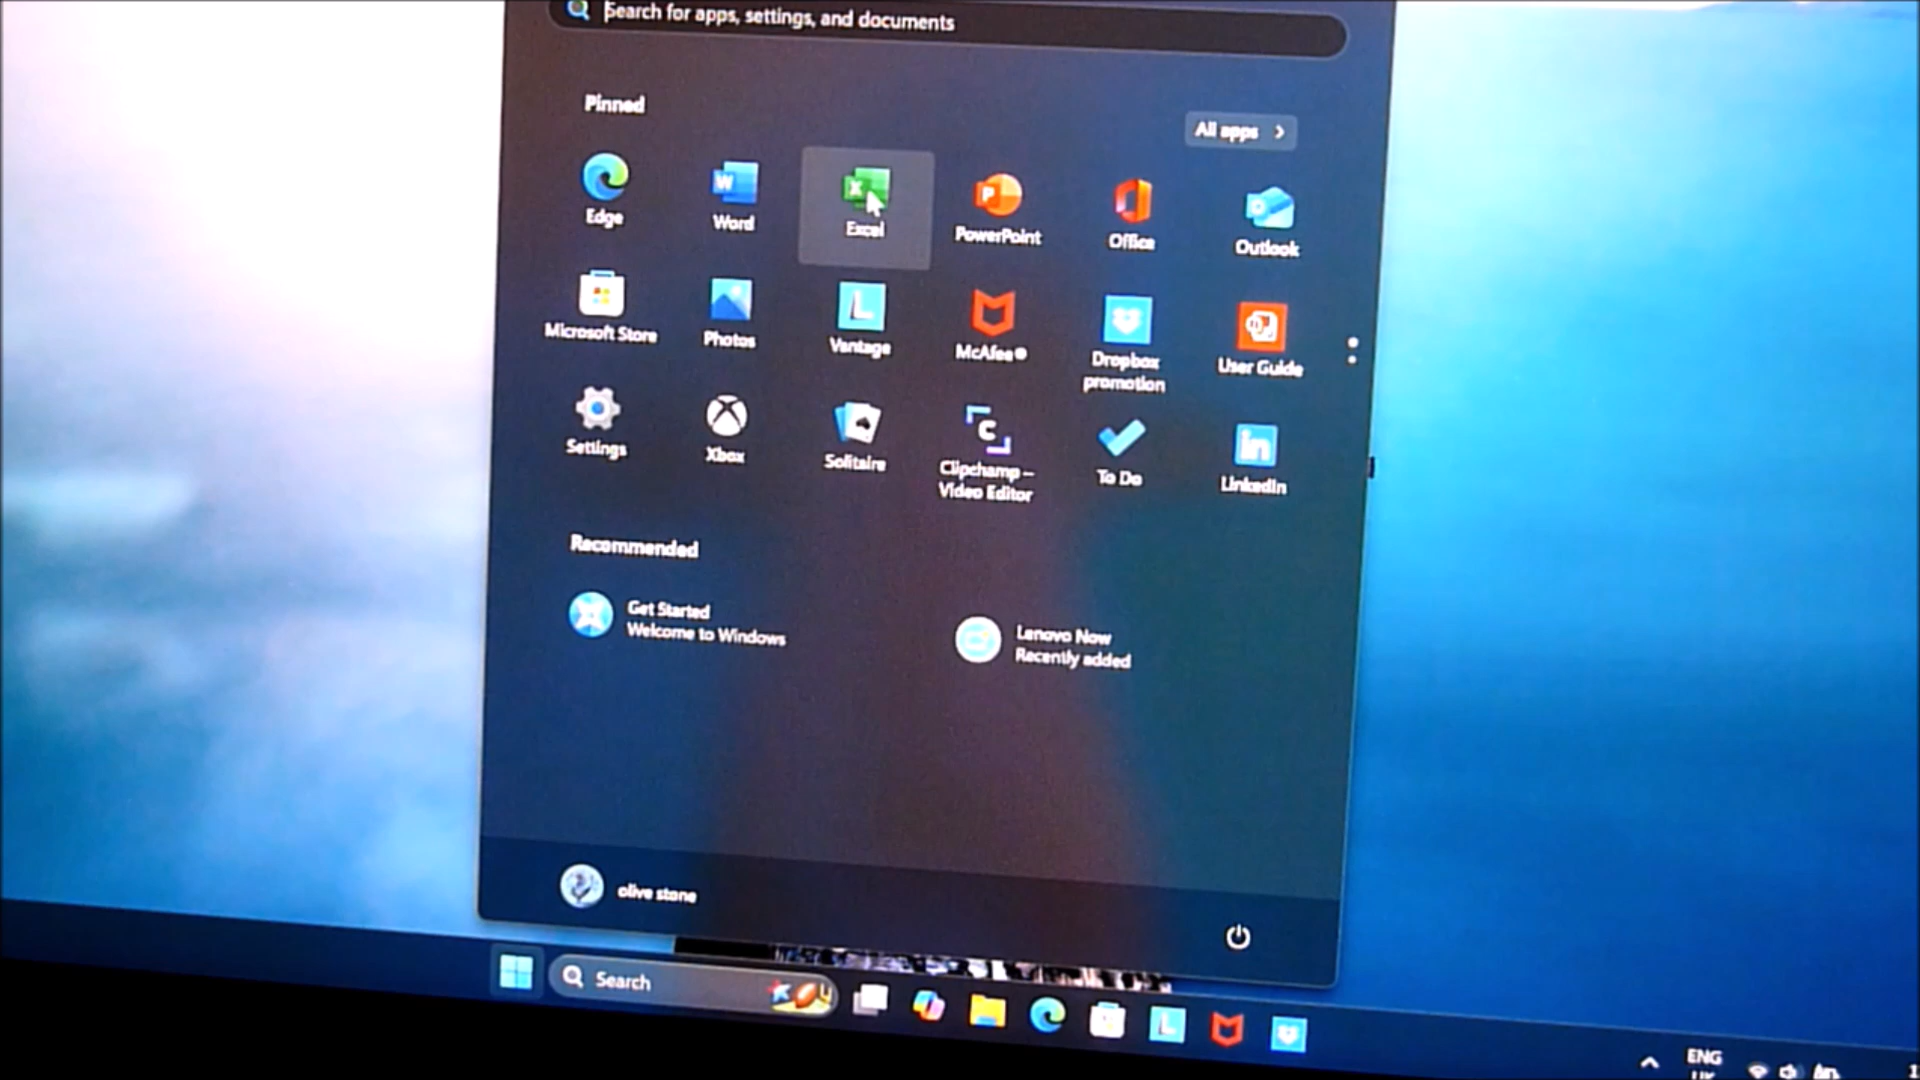 Search for apps, settings, and documents
Pinned
All apps
Edge
Word
Excel
PowerPoint
Office
Outlook
Microsoft Store
Photos
Vantage
McAfee®
Dropbox
promotion
User Guide
Settings
Xbox
Solitaire
Clipchamp –
Video Editor
To Do
LinkedIn
Recommended
Get Started
Welcome to Windows
Lenovo Now
Recently added
olive stone
Search
ENG
UK